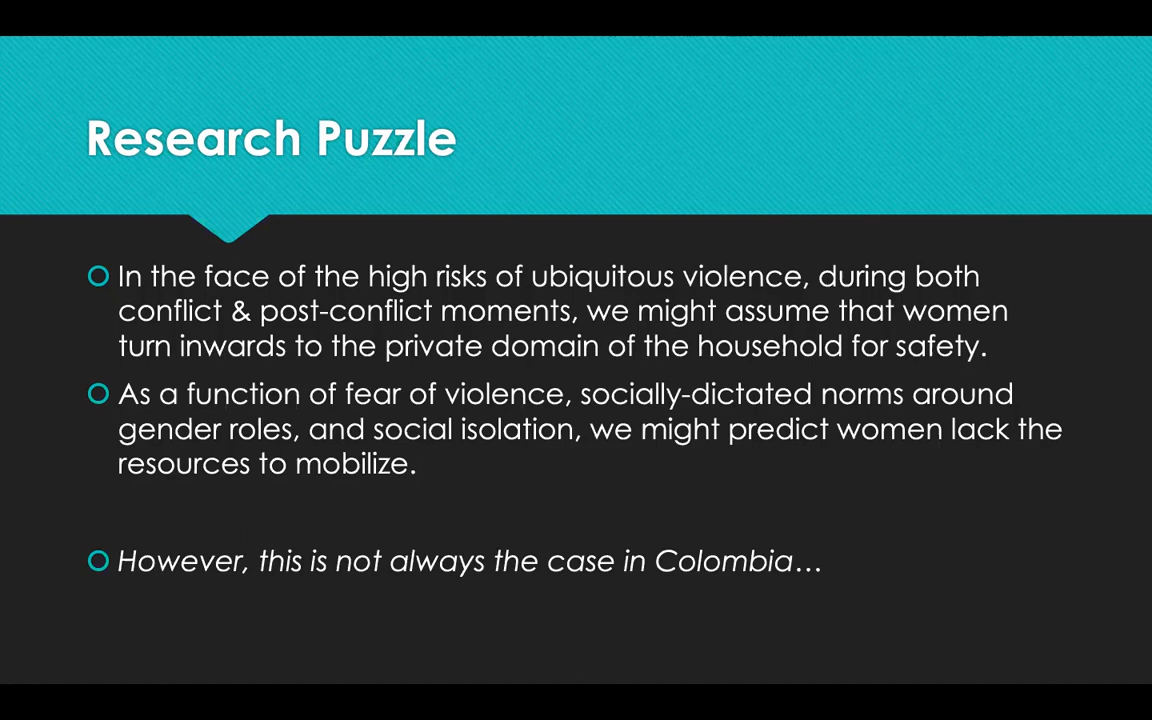 Research Puzzle
In the face of the high risks of ubiquitous violence, during both
conflict & post-conflict moments, we might assume that women
turn inwards to the private domain of the household for safety.
As a function of fear of violence, socially-dictated norms around
gender roles, and social isolation, we might predict women lack the
resources to mobilize.
However, this is not always the case in Colombia…